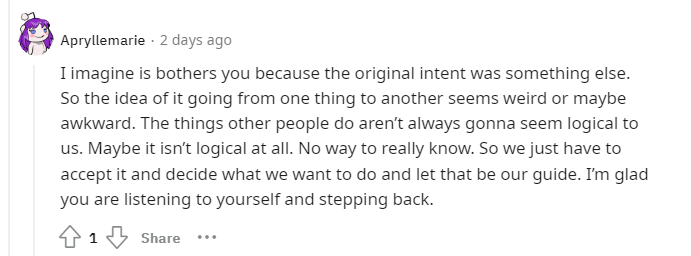 Apryllemarie · 2 days ago
I imagine is bothers you because the original intent was something else.
So the idea of it going from one thing to another seems weird or maybe
awkward. The things other people do aren't always gonna seem logical to
us. Maybe it isn't logical at all. No way to really know. So we just have to
accept it and decide what we want to do and let that be our guide. I'm glad
you are listening to yourself and stepping back.
1 Share ···